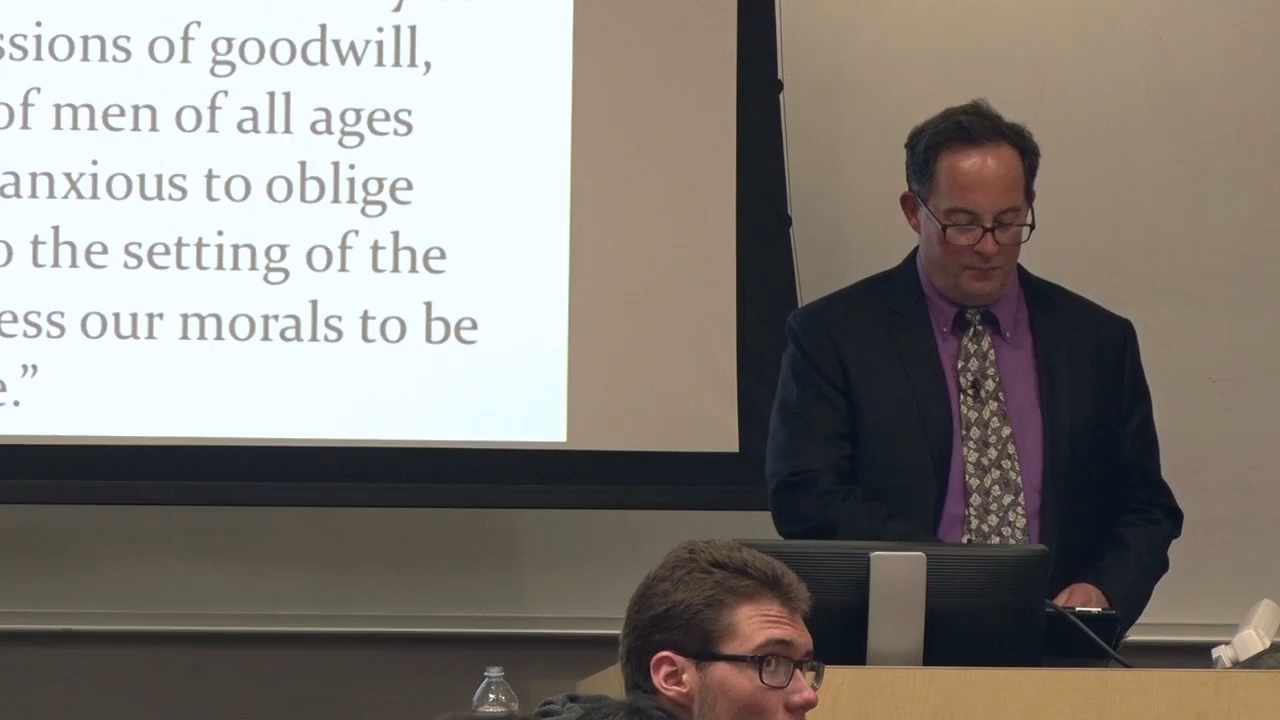 ssions of goodwill,
of men of all ages
anxious to oblige
o the setting of the
ess our morals to be
e.”